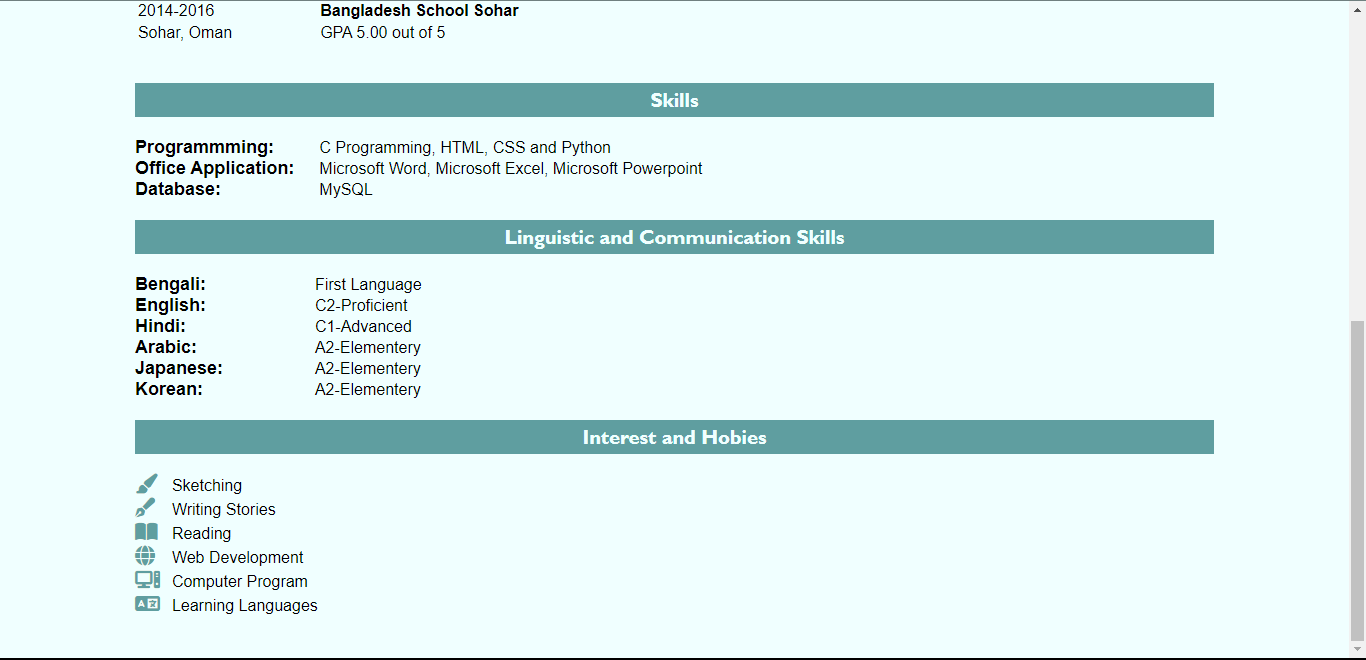 2014-2016 Bangladesh School Sohar
Sohar, Oman GPA 5.00 out of 5
Skills
Programmming: C Programming, HTML, CSS and Python
Office Application: Microsoft Word, Microsoft Excel, Microsoft Powerpoint
Database: MySQL
Linguistic and Communication Skills
Bengali: First Language
English: C2-Proficient
Hindi: C1-Advanced
Arabic: A2-Elementery
Japanese: A2-Elementery
Korean: A2-Elementery
Interest and Hobies
Sketching
Writing Stories
Reading
Web Development
Computer Program
Learning Languages